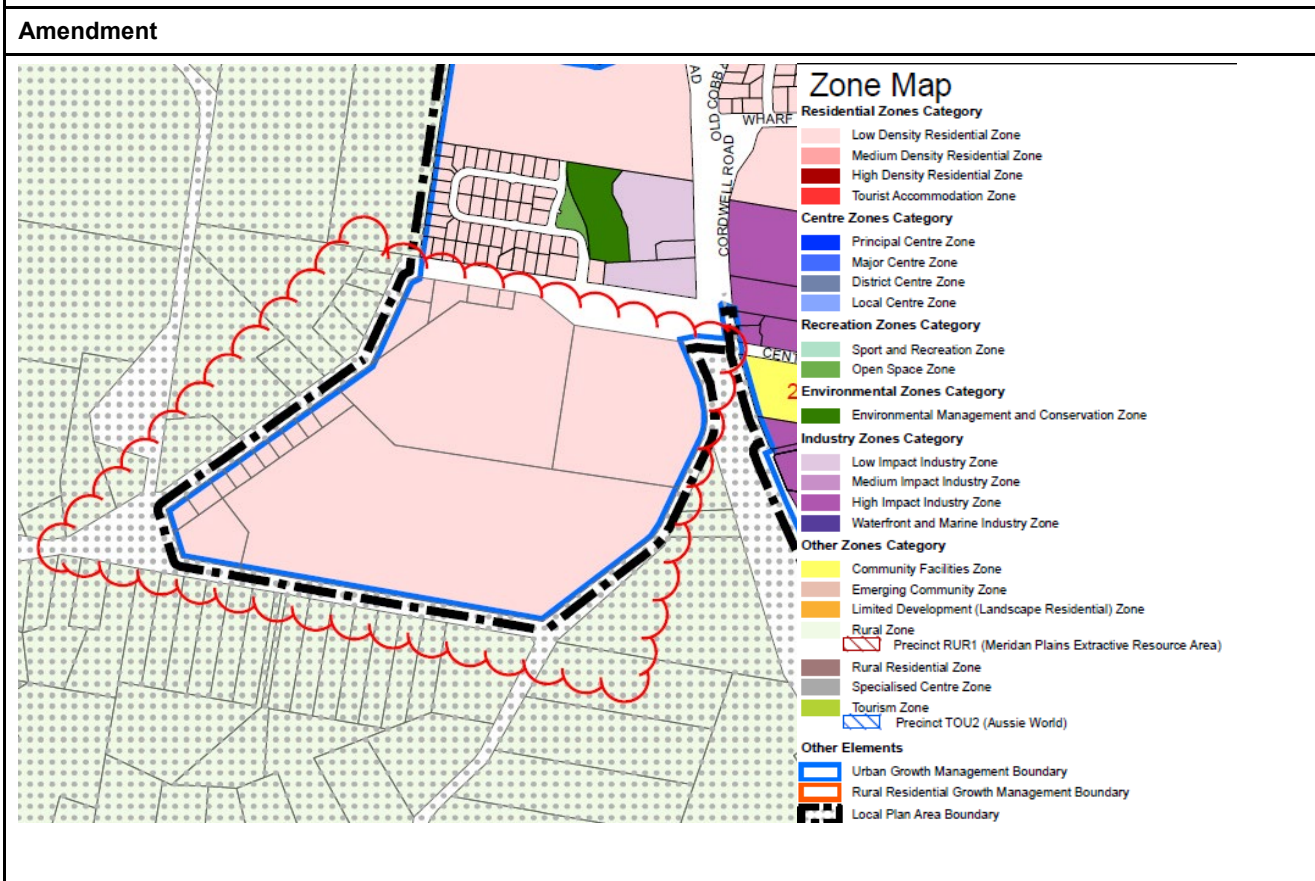 Amendment
AD
OLD COBB
WHARF
CORDWELL ROAD
CENT
2
Zone Map
Residential Zones Category
Low Density Residential Zone
Medium Density Residential Zone
High Density Residential Zone
Tourist Accommodation Zone
Centre Zones Category
Principal Centre Zone
Major Centre Zone
District Centre Zone
Local Centre Zone
Recreation Zones Category
Sport and Recreation Zone
Open Space Zone
Environmental Zones Category
Environmental Management and Conservation Zone
Industry Zones Category
Low Impact Industry Zone
Medium Impact Industry Zone
High Impact Industry Zone
Waterfront and Marine Industry Zone
Other Zones Category
Community Facilities Zone
Emerging Community Zone
Limited Development (Landscape Residential) Zone
Rural Zone
Precinct RUR1 (Meridan Plains Extractive Resource Area)
Rural Residential Zone
Specialised Centre Zone
Tourism Zone
Precinct TOU2 (Aussie World)
Other Elements
Urban Growth Management Boundary
Rural Residential Growth Management Boundary
Local Plan Area Boundary